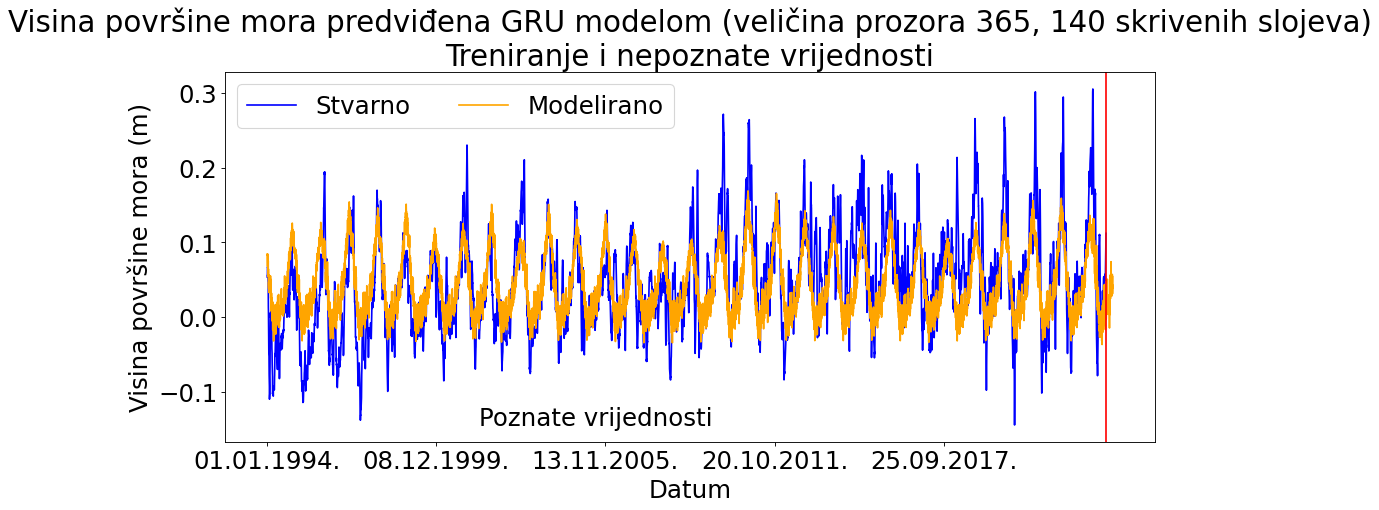 Visina površine mora predviđena GRU modelom (veličina prozora 365, 140 skrivenih slojeva)
Treniranje i nepoznate vrijednosti
Stvarno
Modelirano
Visina površine mora (m)
0.3
0.2
0.1
0.0
−0.1
Poznate vrijednosti
01.01.1994.
08.12.1999.
13.11.2005.
20.10.2011.
25.09.2017.
Datum